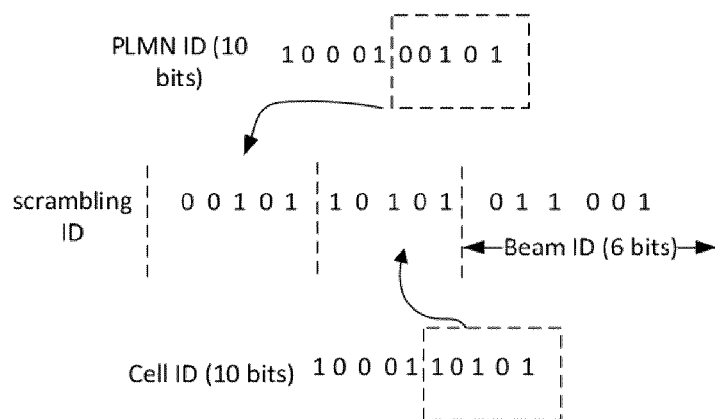 PLMN ID (10 bits)
1 0 0 0 1 0 0 1 0 1
scrambling ID
0 0 1 0 1 1 0 1 0 1 0 1 1 0 0 1
Beam ID (6 bits)
Cell ID (10 bits) 1 0 0 0 1 1 0 1 0 1